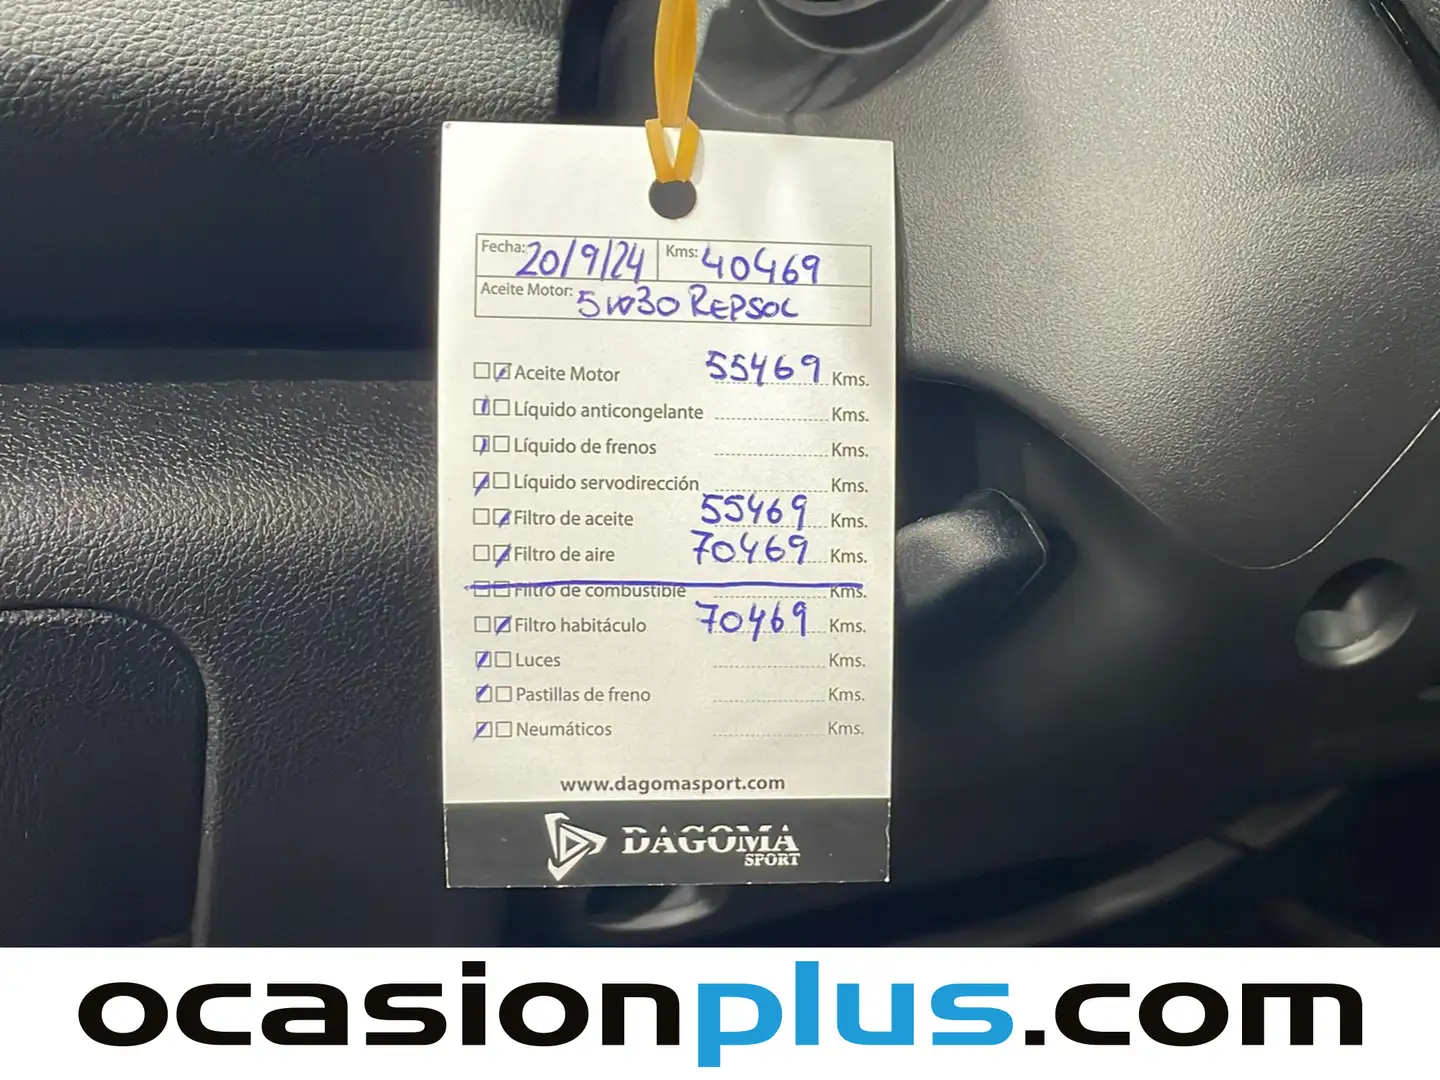 Fecha: 20/9/24 Kms: 40469
Aceite Motor: 5W30 REPSOL
Aceite Motor 55469 Kms.
Líquido anticongelante Kms.
Líquido de frenos Kms.
Líquido servodirección Kms.
Filtro de aceite 55469 Kms.
Filtro de aire 70469 Kms.
Filtro de combustible Kms.
Filtro habitáculo 70469 Kms.
Luces Kms.
Pastillas de freno Kms.
Neumáticos Kms.
www.dagomasport.com
DAGOMA
SPORT
ocasionplus.com